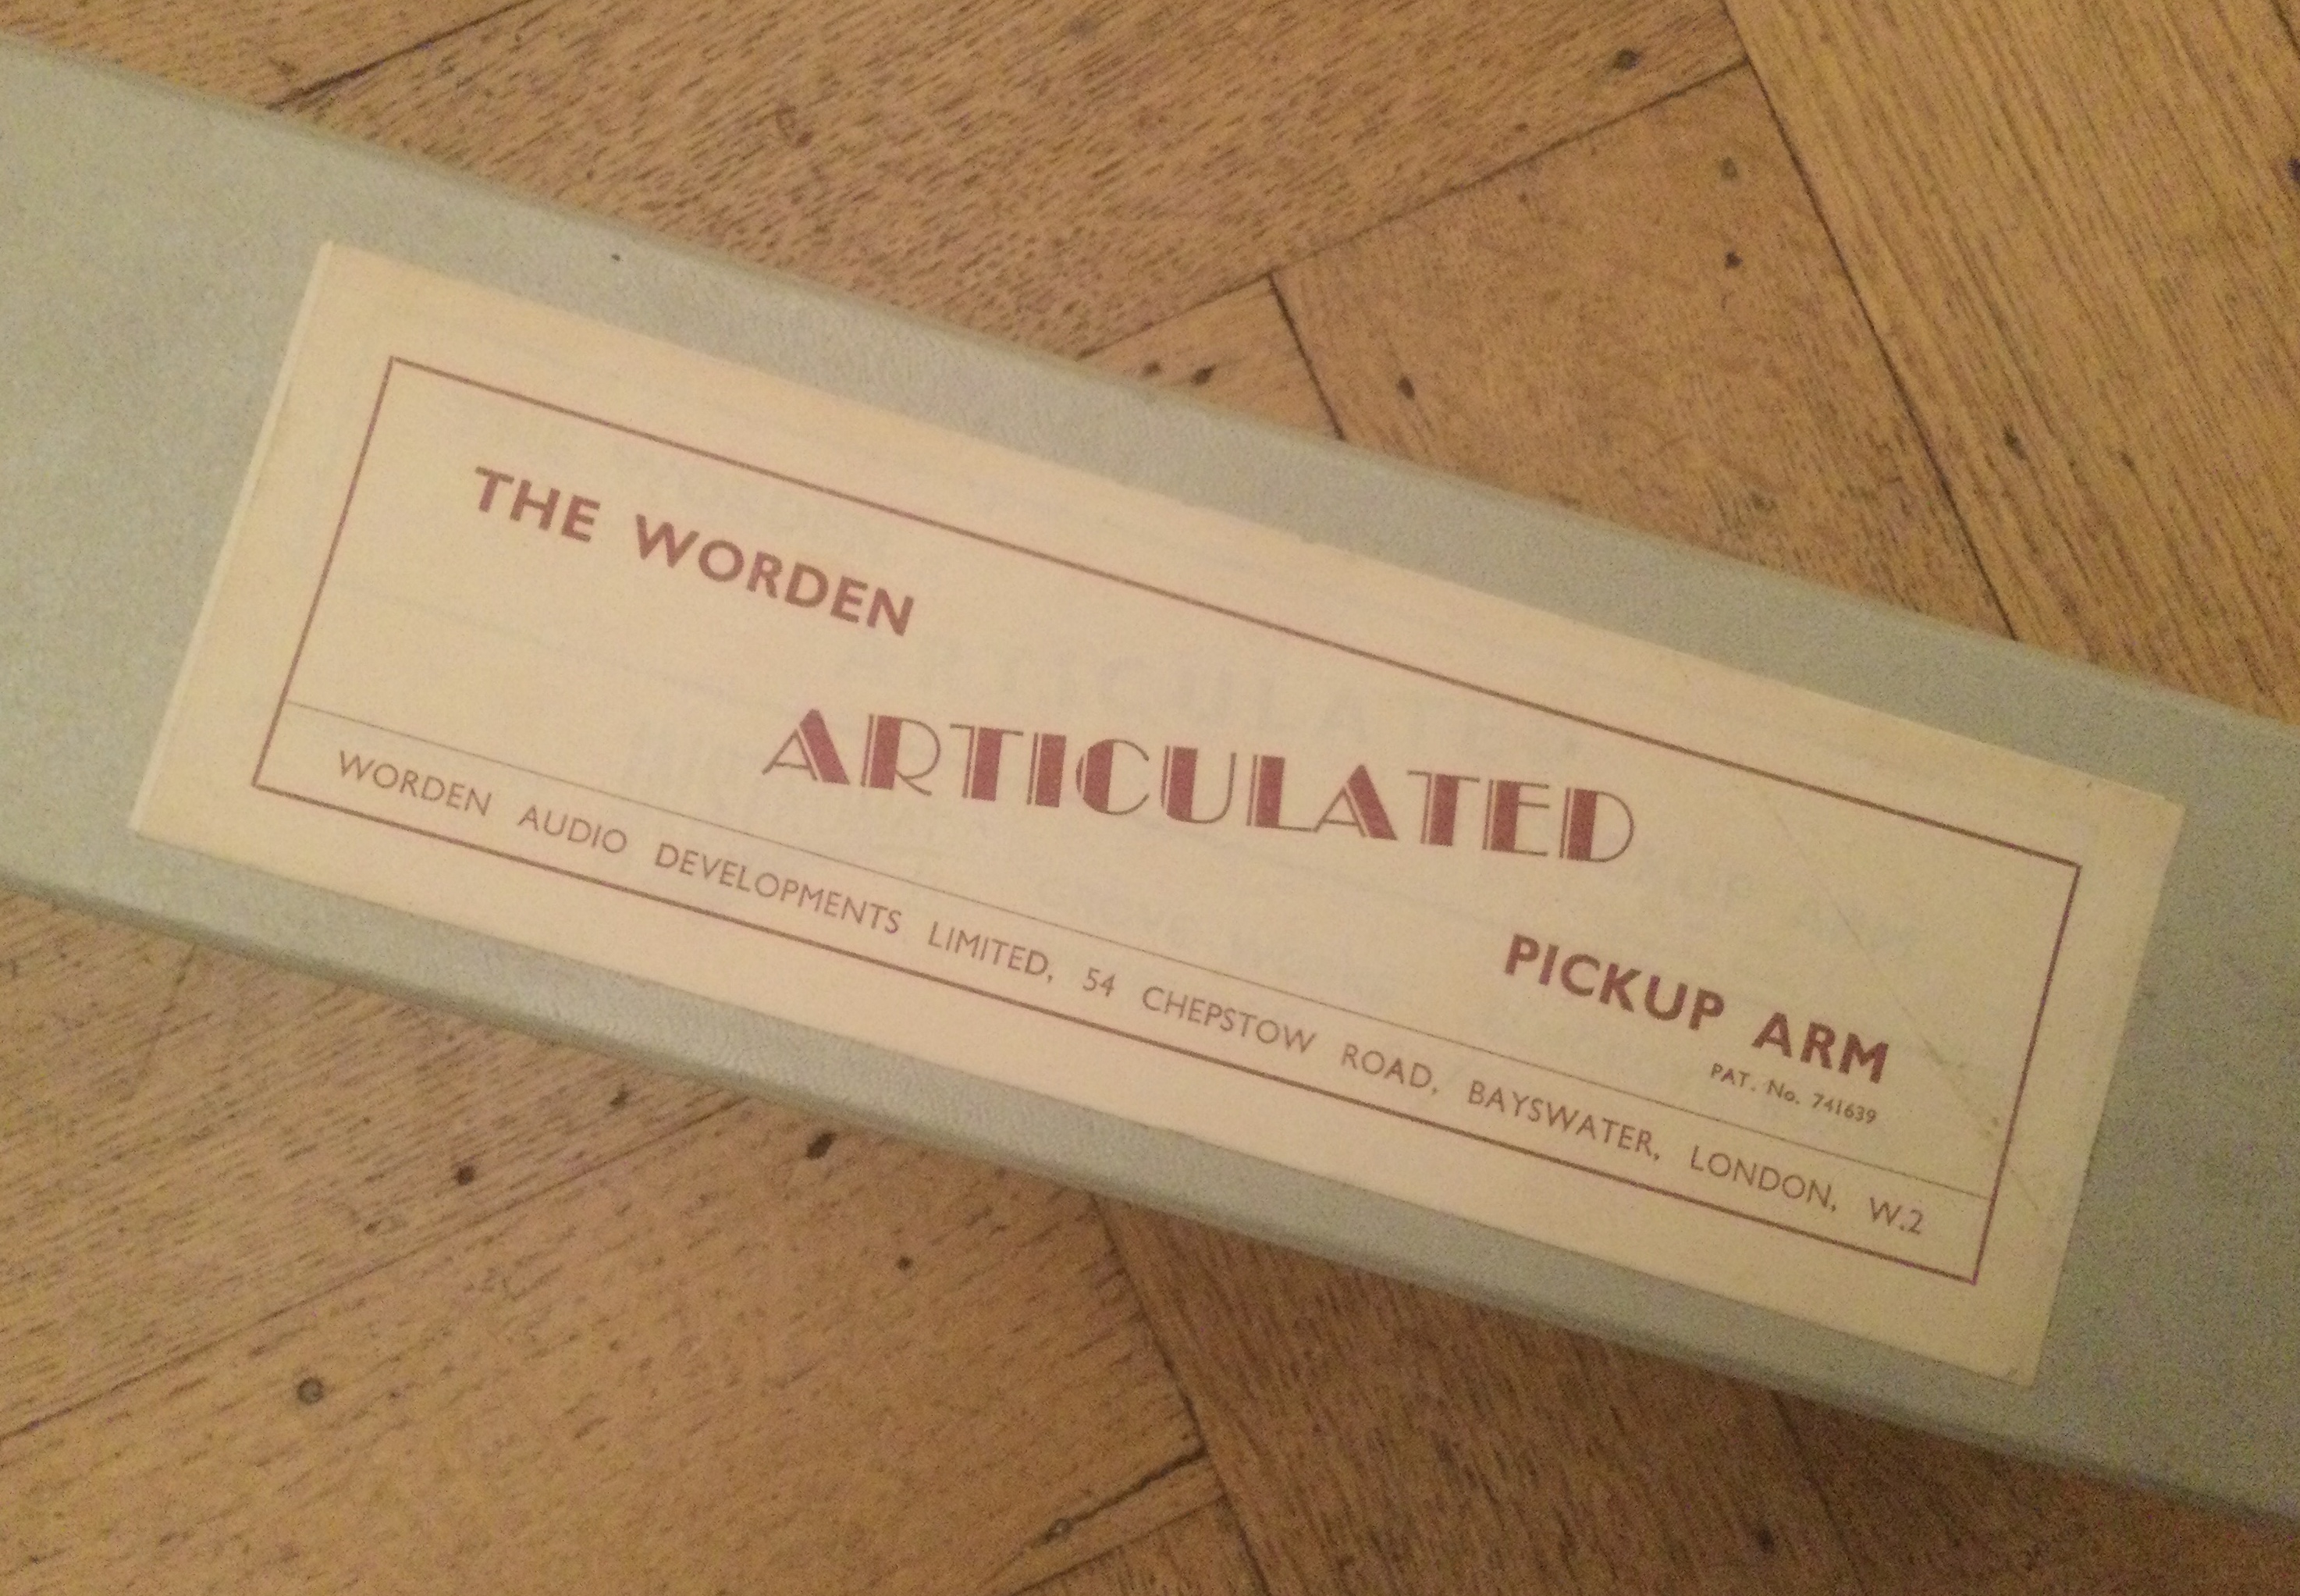 THE WORDEN
ARTICULATED
PICKUP ARM
PAT. No. 741639
WORDEN AUDIO DEVELOPMENTS LIMITED, 54 CHEPSTOW ROAD, BAYSWATER, LONDON, W.2